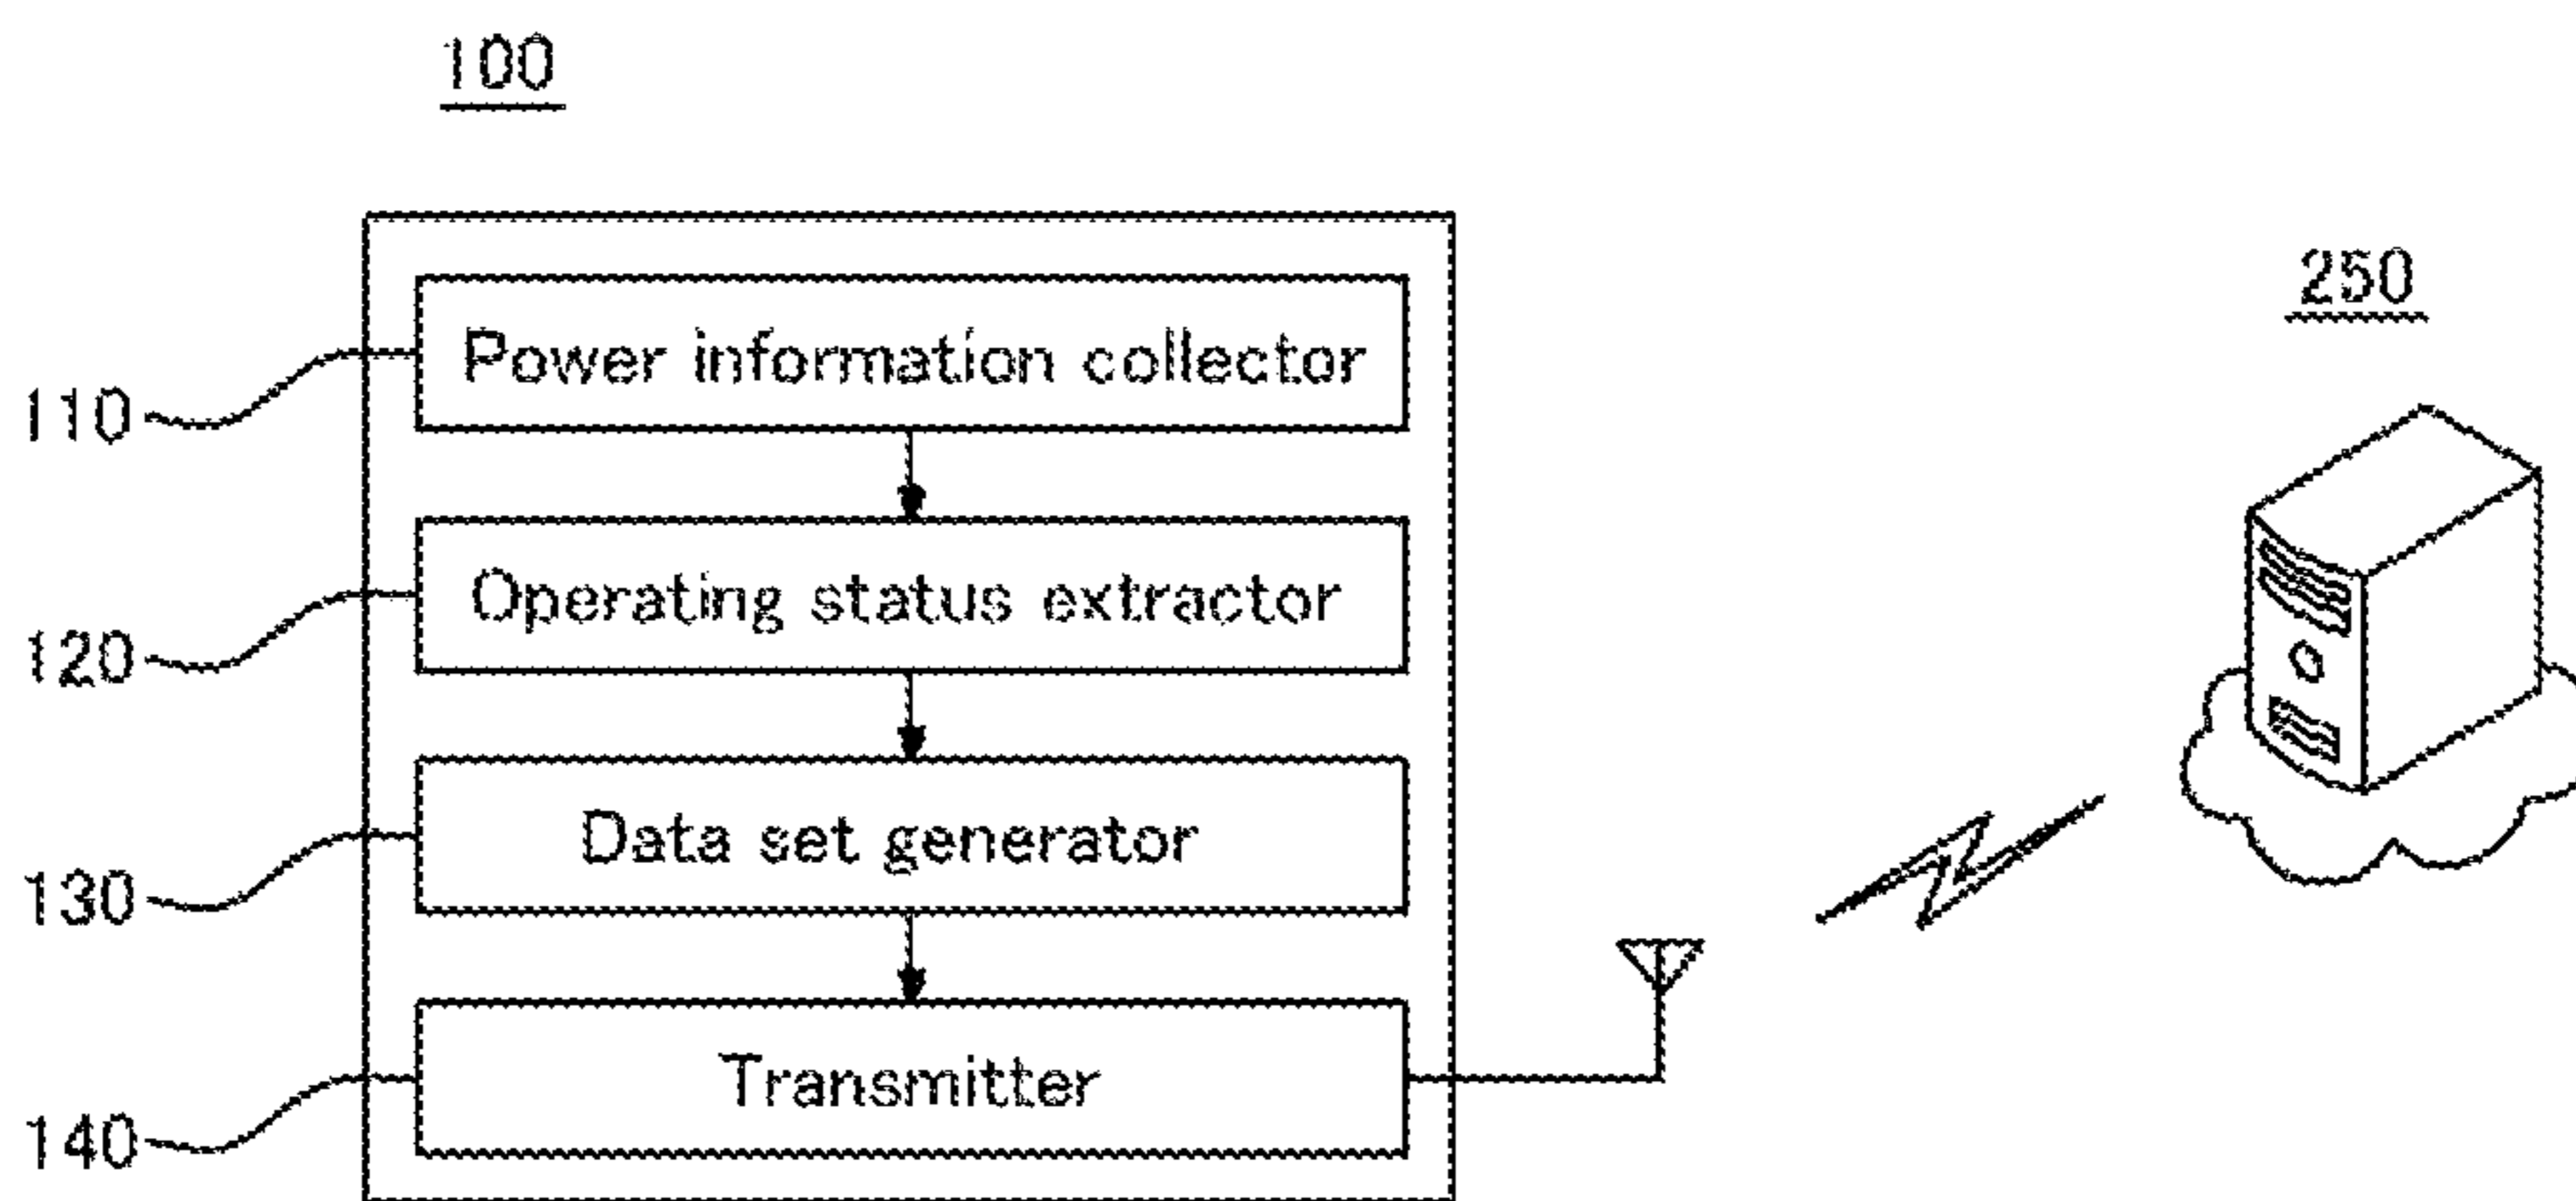 100
250
110
Power information collector
120
Operating status extractor
130
Data set generator
140
Transmitter